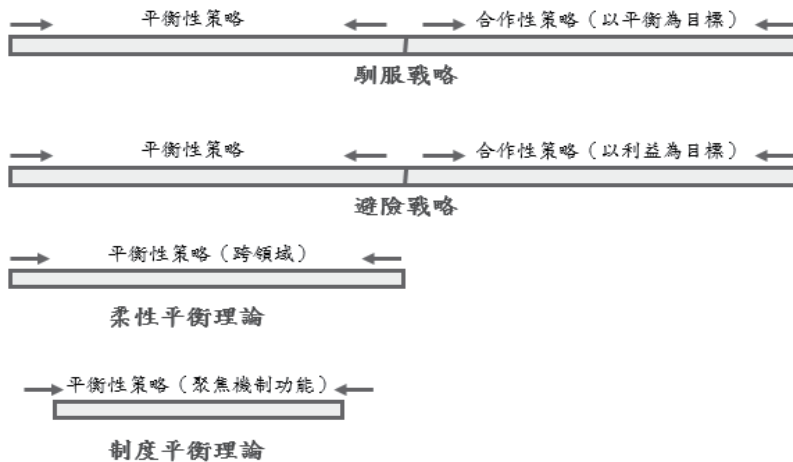 平衡性策略 合作性策略（以平衡為目標）
馴服戰略
平衡性策略 合作性策略（以利益為目標）
避險戰略
平衡性策略（跨領域）
柔性平衡理論
平衡性策略（聚焦機制功能）
制度平衡理論